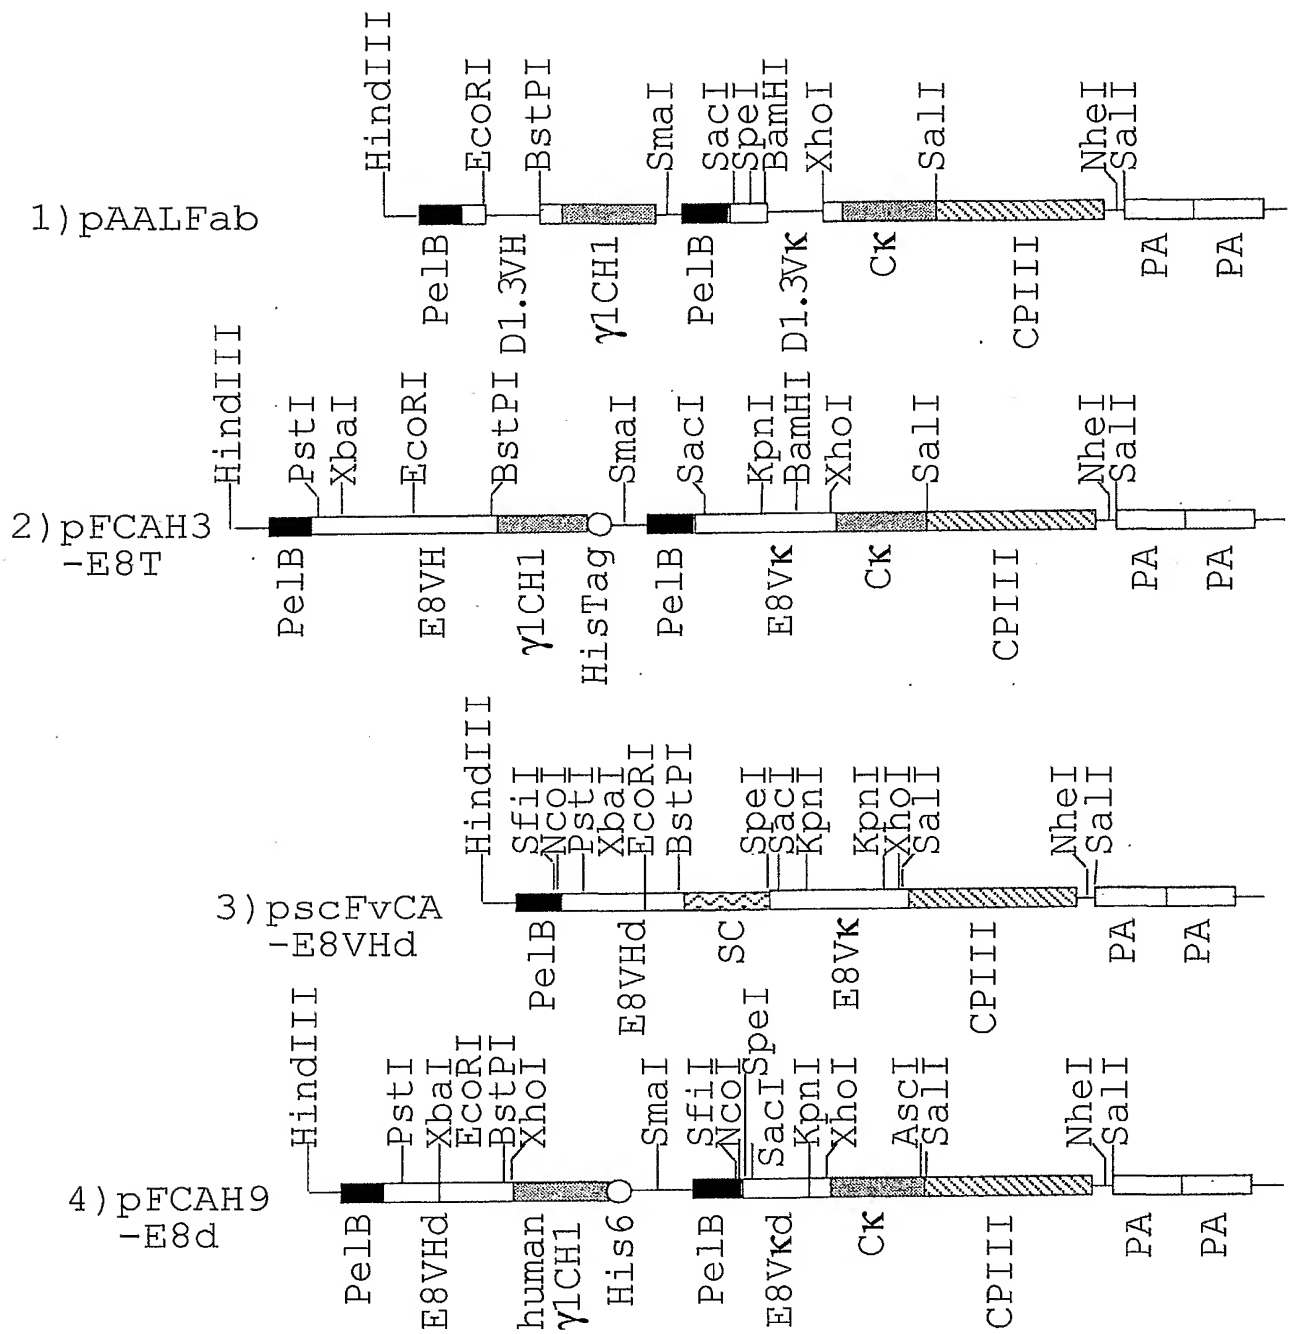 HindIII EcoRI BstPI SmaI SacI SpeI BamHI XhoI SalI NheI SalI
1)pAALFab
PelB D1.3VH γ1CH1 PelB D1.3Vκ Cκ CPIII PA PA
HindIII PstI XbaI EcoRI BstPI SmaI SacI KpnI BamHI XhoI SalI NheI SalI
2)pFCAH3
-E8T
PelB E8VH γ1CH1 HisTag PelB E8Vκ Cκ CPIII PA PA
HindIII SfiI NcoI PstI XbaI EcoRI BstPI SpeI SacI KpnI KpnI XhoI SalI NheI SalI
3)pscFvCA
-E8VHd
PelB E8VHd SC E8Vκ CPIII PA PA
HindIII PstI XbaI EcoRI BstPI XhoI SmaI SfiI NcoI SpeI SacI KpnI XhoI AscI SalI NheI SalI
4)pFCAH9
-E8d
PelB E8VHd human γ1CH1 His6 PelB E8Vκd Cκ CPIII PA PA